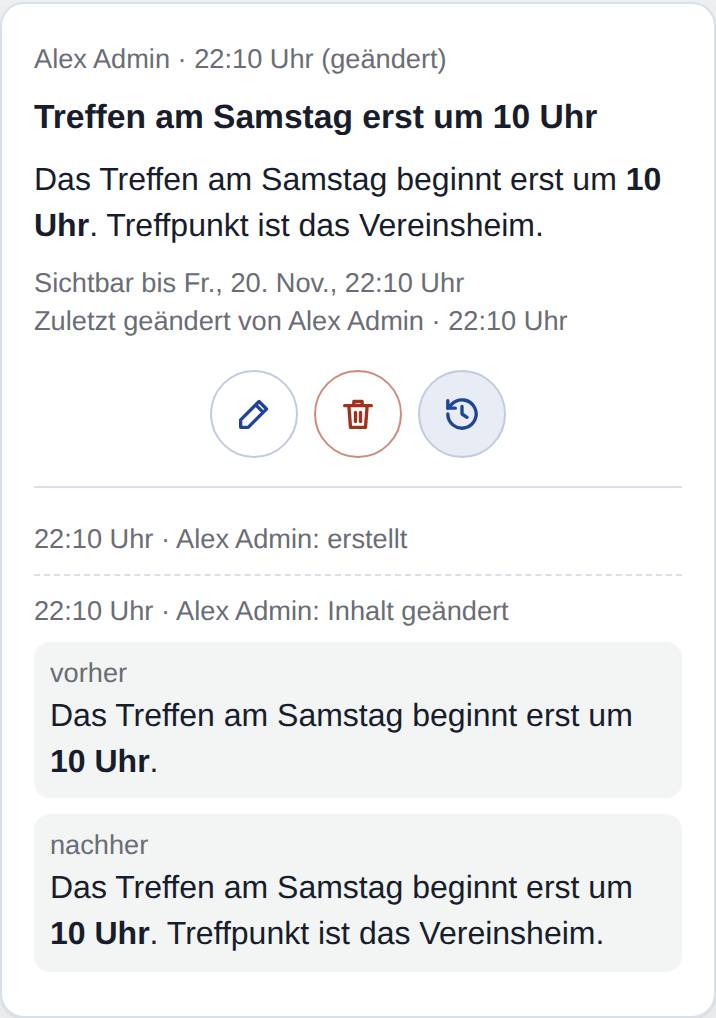 Alex Admin · 22:10 Uhr (geändert)
Treffen am Samstag erst um 10 Uhr
Das Treffen am Samstag beginnt erst um 10
Uhr. Treffpunkt ist das Vereinsheim.
Sichtbar bis Fr., 20. Nov., 22:10 Uhr
Zuletzt geändert von Alex Admin · 22:10 Uhr
22:10 Uhr · Alex Admin: erstellt
22:10 Uhr · Alex Admin: Inhalt geändert
vorher
Das Treffen am Samstag beginnt erst um
10 Uhr.
nachher
Das Treffen am Samstag beginnt erst um
10 Uhr. Treffpunkt ist das Vereinsheim.